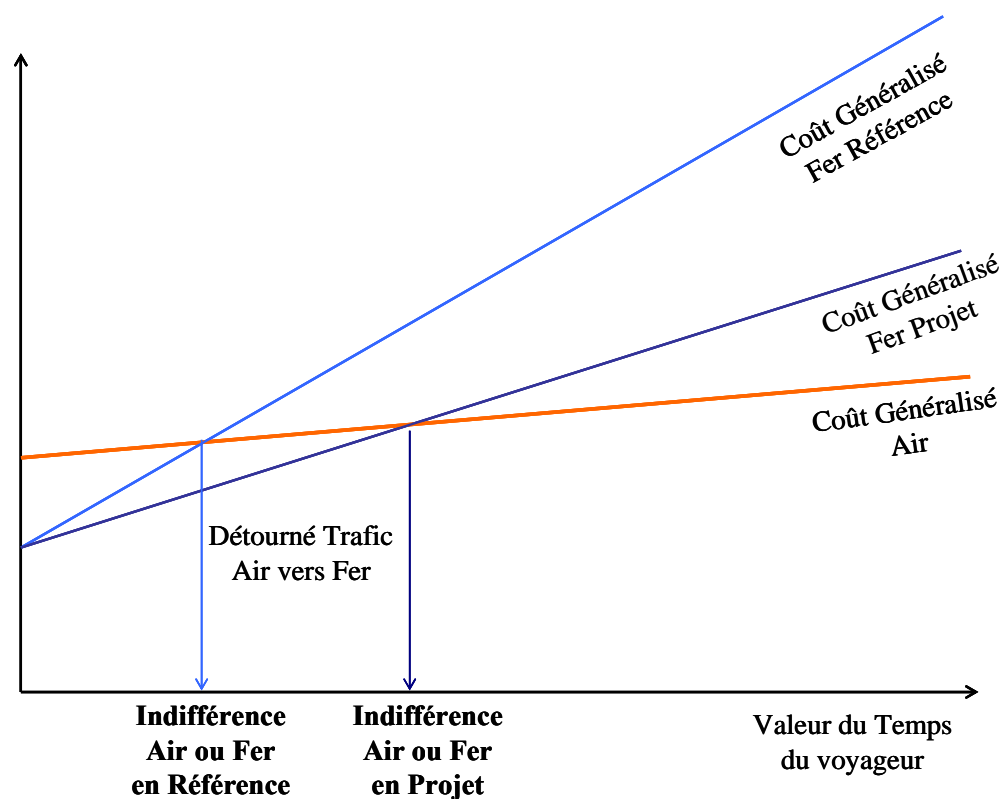 Coût Généralisé
Fer Référence
Coût Généralisé
Fer Projet
Coût Généralisé
Air
Détourné Trafic
Air vers Fer
Indifférence
Air ou Fer
en Référence
Indifférence
Air ou Fer
en Projet
Valeur du Temps
du voyageur